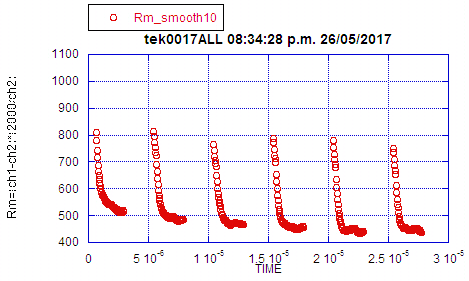 Rm_smooth10
tek0017ALL 08:34:28 p.m. 26/05/2017
Rm=:ch1-ch2:*:2000:ch2:
1100
1000
900
800
700
600
500
400
0 5 10⁻⁶ 1 10⁻⁵ 1.5 10⁻⁵ 2 10⁻⁵ 2.5 10⁻⁵ 3 10⁻⁵
TIME